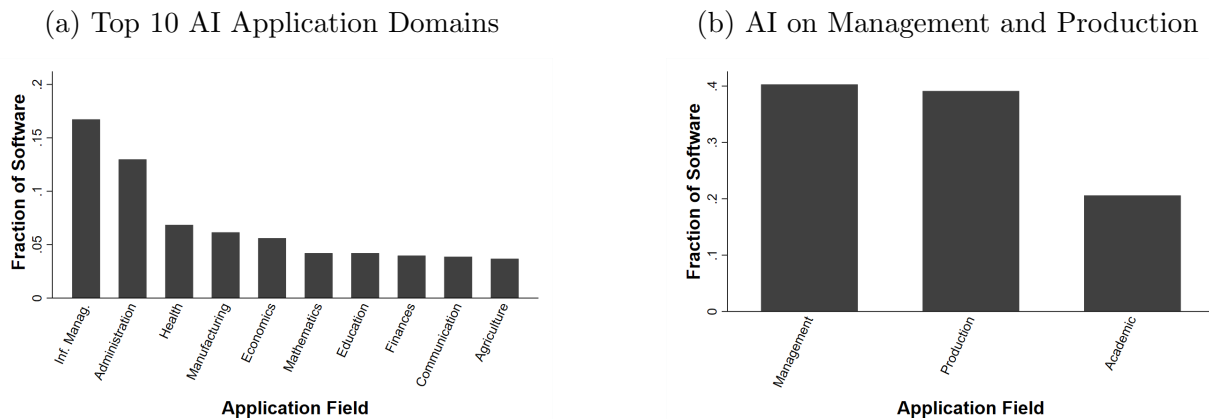 (a) Top 10 AI Application Domains
Fraction of Software
.2
.15
.1
.05
0
Inf. Manag.
Administration
Health
Manufacturing
Economics
Mathematics
Education
Finances
Communication
Agriculture
Application Field
(b) AI on Management and Production
Fraction of Software
.4
.3
.2
.1
0
Management
Production
Academic
Application Field